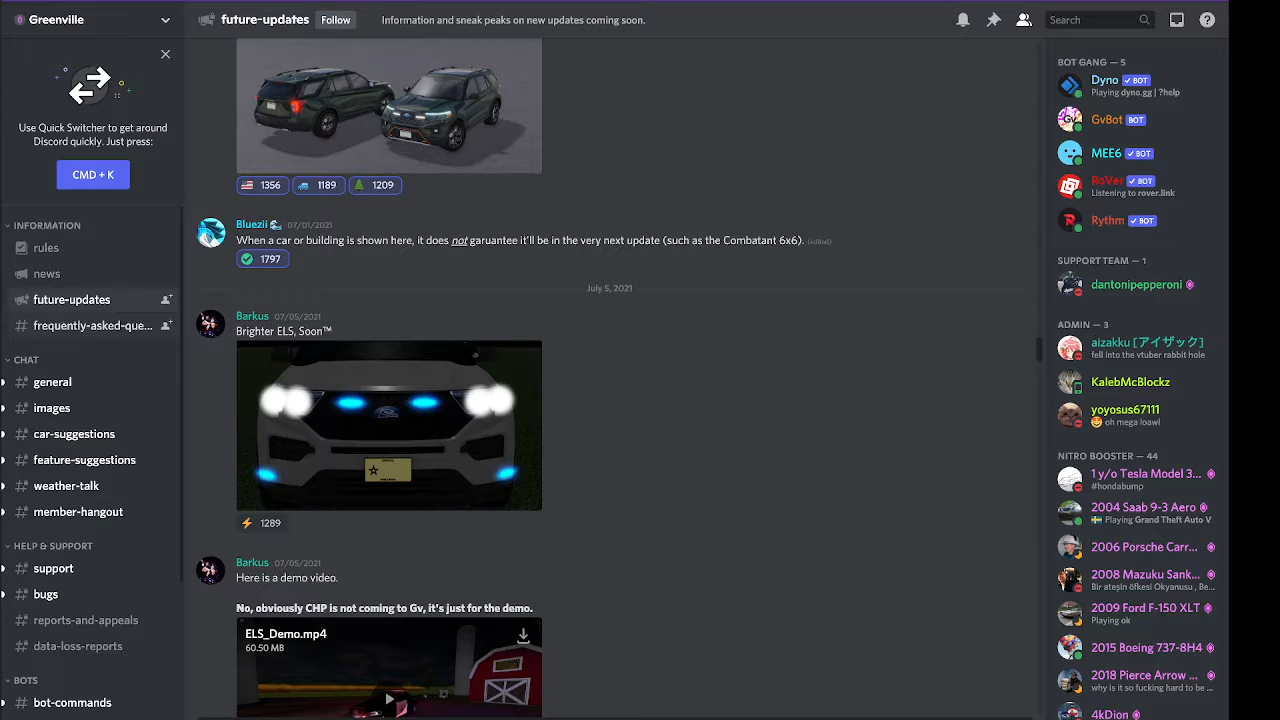 Greenville
future-updates
Follow
Information and sneak peaks on new updates coming soon.
Search
Use Quick Switcher to get around
Discord quickly. Just press:
CMD + K
INFORMATION
rules
news
future-updates
frequently-asked-que...
CHAT
general
images
car-suggestions
feature-suggestions
weather-talk
member-hangout
HELP & SUPPORT
support
bugs
reports-and-appeals
data-loss-reports
BOTS
bot-commands
1356
1189
1209
Bluezii 07/01/2021
When a car or building is shown here, it does not garuantee it'll be in the very next update (such as the Combatant 6x6). (edited)
1797
July 5, 2021
Barkus 07/05/2021
Brighter ELS, Soon™
1289
Barkus 07/05/2021
Here is a demo video.
No, obviously CHP is not coming to Gv, it's just for the demo.
ELS_Demo.mp4
60.50 MB
BOT GANG — 5
Dyno BOT
Playing dyno.gg | ?help
GvBot BOT
MEE6 BOT
RoVer BOT
Listening to rover.link
Rythm BOT
SUPPORT TEAM — 1
dantonipepperoni
ADMIN — 3
aizakku [アイザック]
fell into the vtuber rabbit hole
KalebMcBlockz
yoyosus67111
oh mega loawl
NITRO BOOSTER — 44
1 y/o Tesla Model 3...
#hondabump
2004 Saab 9-3 Aero
Playing Grand Theft Auto V
2006 Porsche Carr...
2008 Mazuku Sank...
Bir ateşin öfkesi Okyanusu , Be...
2009 Ford F-150 XLT
Playing ok
2015 Boeing 737-8H4
2018 Pierce Arrow ...
why is it so fucking hard to be ...
4kDion